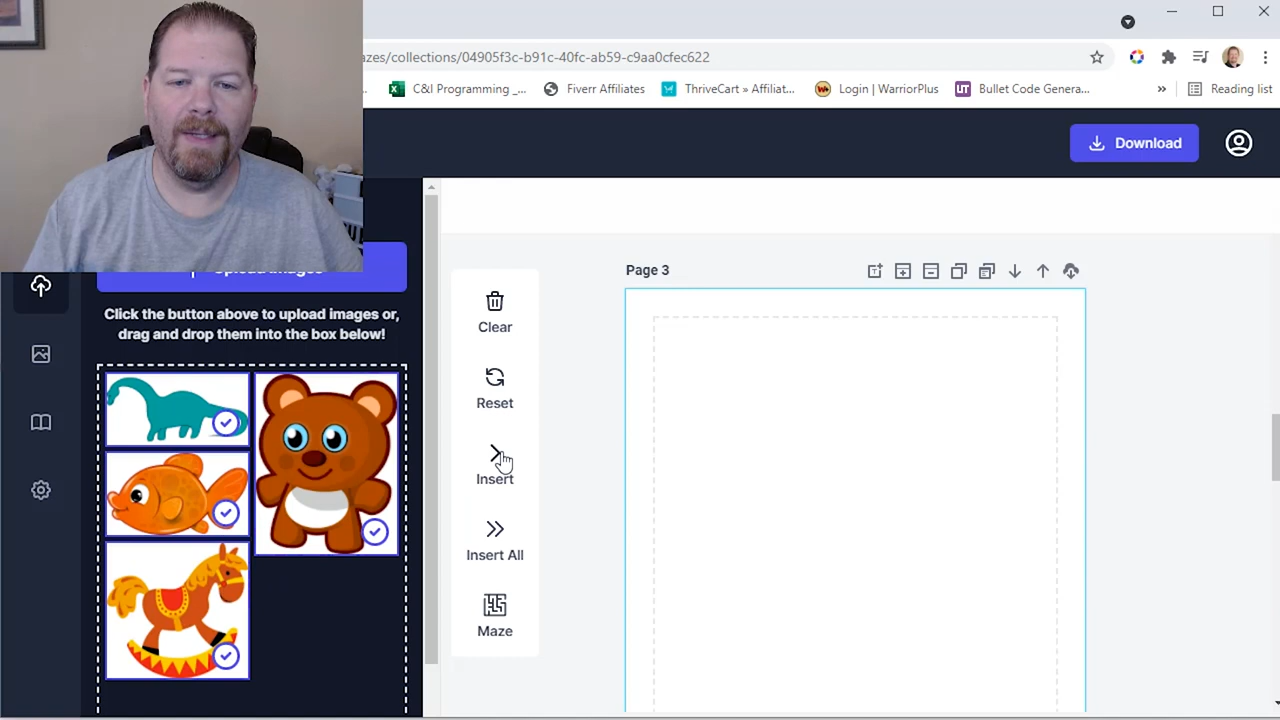 azes/collections/04905f3c-b91c-40fc-ab59-c9aa0cfec622
C&I Programming _...
Fiverr Affiliates
ThriveCart » Affiliat...
Login | WarriorPlus
UT
Bullet Code Genera...
»
Reading list
Download
Click the button above to upload images or,
drag and drop them into the box below!
Page 3
Clear
Reset
Insert
Insert All
Maze